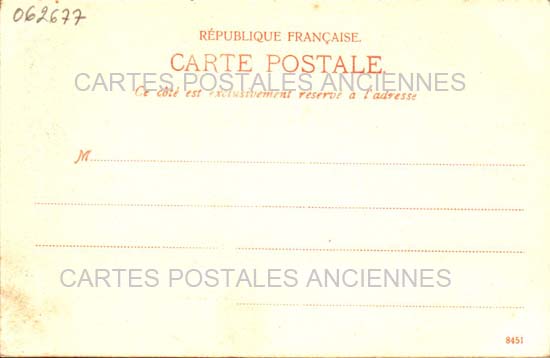 062677
RÉPUBLIQUE FRANÇAISE.
CARTE POSTALE.
CARTES POSTALES ANCIENNES
Ce côté est exclusivement réservé à l'adresse
M
CARTES POSTALES ANCIENNES
8451